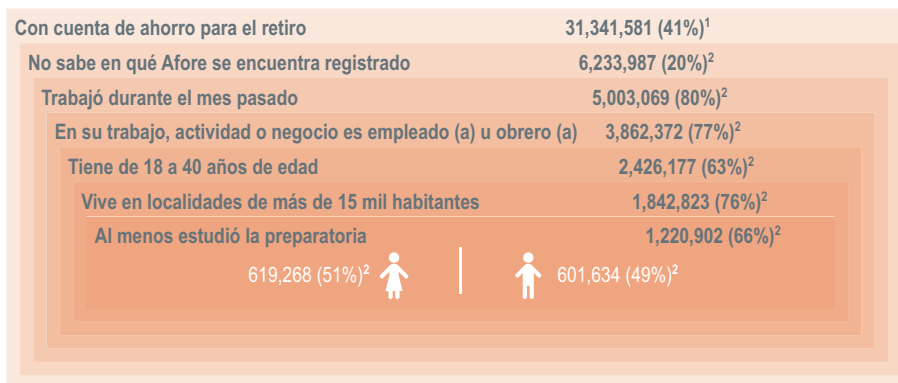 Con cuenta de ahorro para el retiro 31,341,581 (41%)¹
No sabe en qué Afore se encuentra registrado 6,233,987 (20%)²
Trabajó durante el mes pasado 5,003,069 (80%)²
En su trabajo, actividad o negocio es empleado (a) u obrero (a) 3,862,372 (77%)²
Tiene de 18 a 40 años de edad 2,426,177 (63%)²
Vive en localidades de más de 15 mil habitantes 1,842,823 (76%)²
Al menos estudió la preparatoria 1,220,902 (66%)²
619,268 (51%)² 601,634 (49%)²